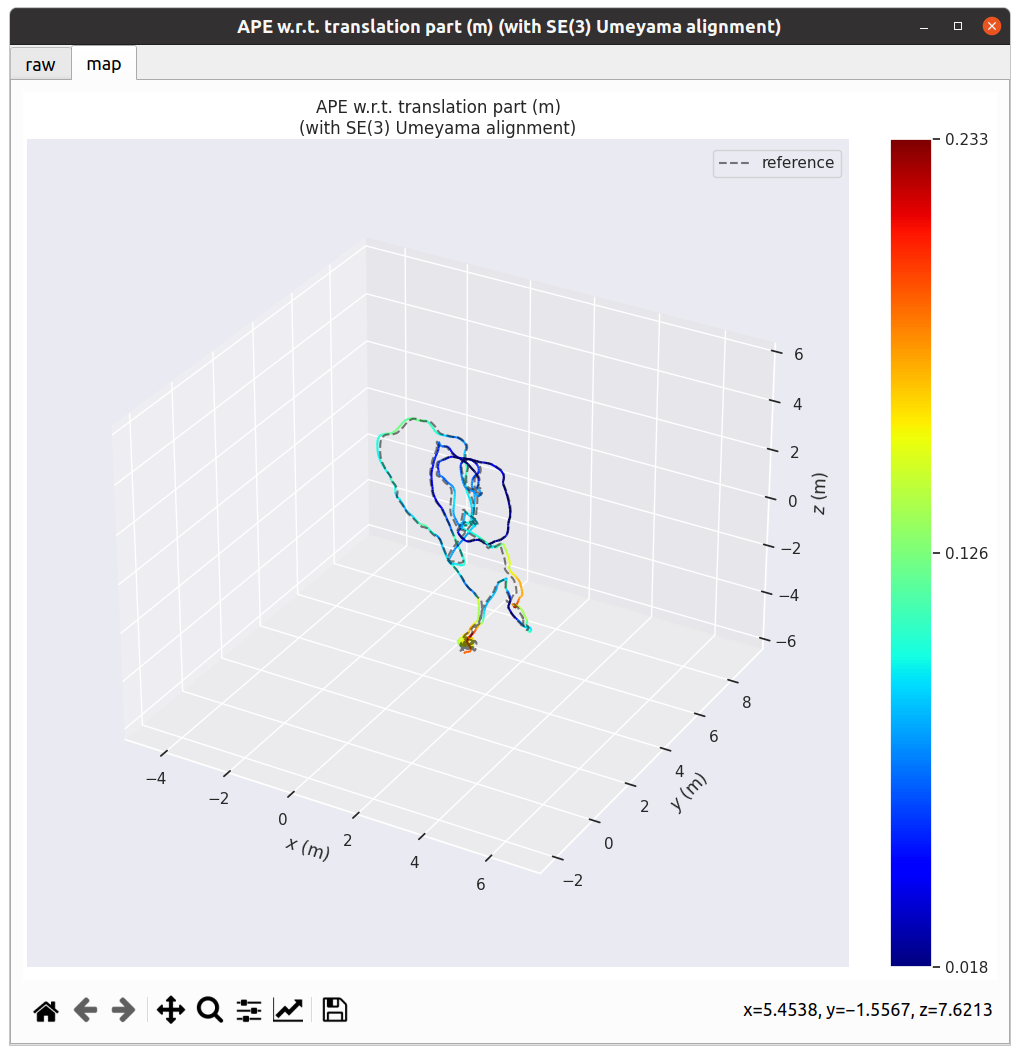 APE w.r.t. translation part (m) (with SE(3) Umeyama alignment)
raw
map
APE w.r.t. translation part (m)
(with SE(3) Umeyama alignment)
reference
0.233
0.126
0.018
6
4
2
0
−2
−4
−6
z (m)
8
6
4
2
0
−2
y (m)
−4
−2
0
2
4
6
x (m)
x=5.4538, y=−1.5567, z=7.6213